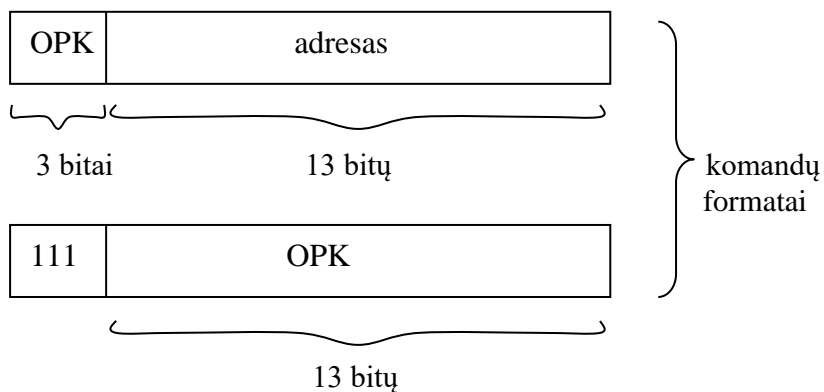 OPK adresas
3 bitai 13 bitų
komandų
formatai
111 OPK
13 bitų